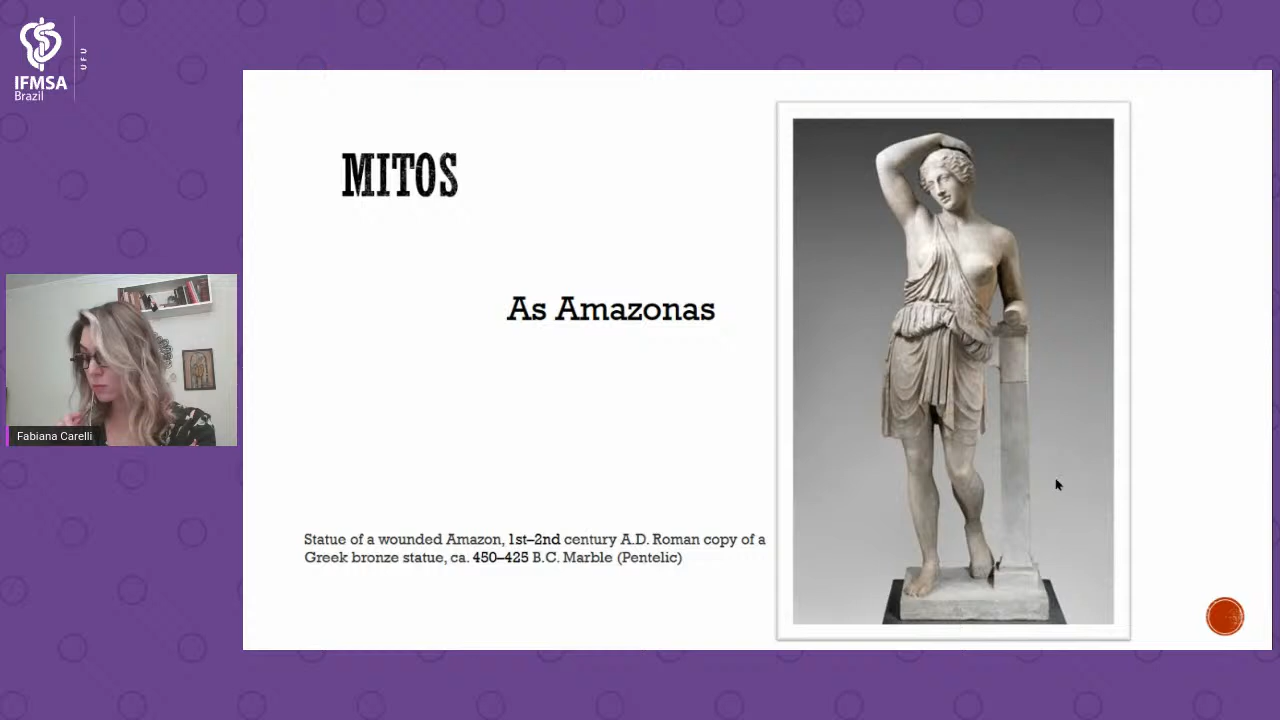 IFMSA
Brazil
UFU
MITOS
As Amazonas
Fabiana Carelli
Statue of a wounded Amazon, 1st–2nd century A.D. Roman copy of a
Greek bronze statue, ca. 450–425 B.C. Marble (Pentelic)